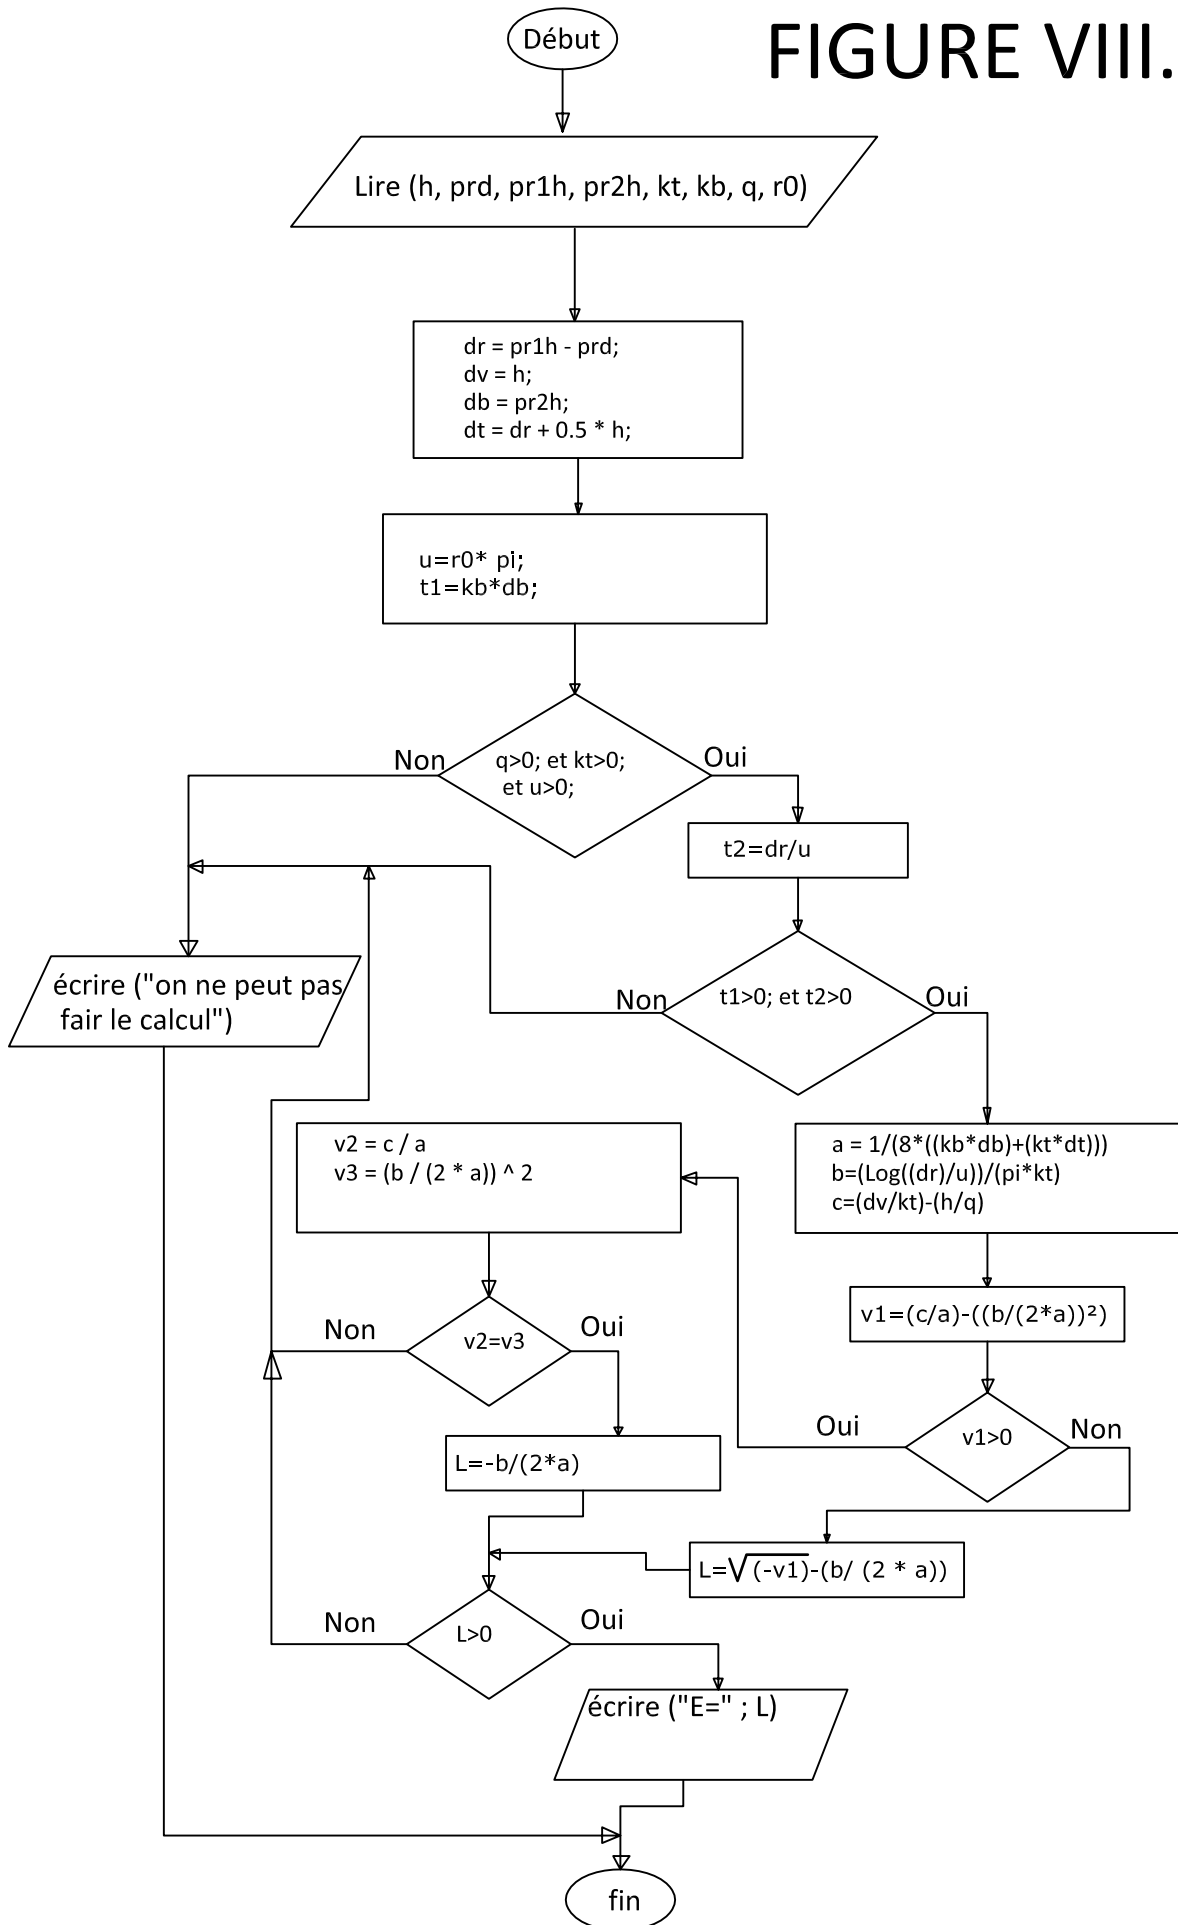 Début
FIGURE VIII.
Lire (h, prd, pr1h, pr2h, kt, kb, q, r0)
dr = pr1h - prd;
dv = h;
db = pr2h;
dt = dr + 0.5 * h;
u=r0* pi;
t1=kb*db;
Non
q>0; et kt>0;
et u>0;
Oui
t2=dr/u
écrire ("on ne peut pas
fair le calcul")
Non
t1>0; et t2>0
Oui
v2 = c / a
v3 = (b / (2 * a)) ^ 2
a = 1/(8*((kb*db)+(kt*dt)))
b=(Log((dr)/u))/(pi*kt)
c=(dv/kt)-(h/q)
v1=(c/a)-((b/(2*a))²)
Non
v2=v3
Oui
Oui
v1>0
Non
L=-b/(2*a)
L=√(-v1)-(b/ (2 * a))
Non
L>0
Oui
écrire ("E=" ; L)
fin